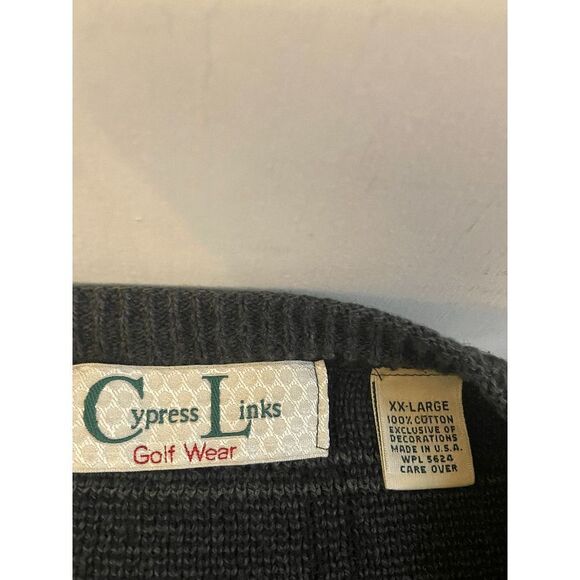 Cypress Links
Golf Wear
XX-LARGE
100% COTTON
EXCLUSIVE OF
DECORATIONS
MADE IN U.S.A.
WPL 5624
CARE OVER